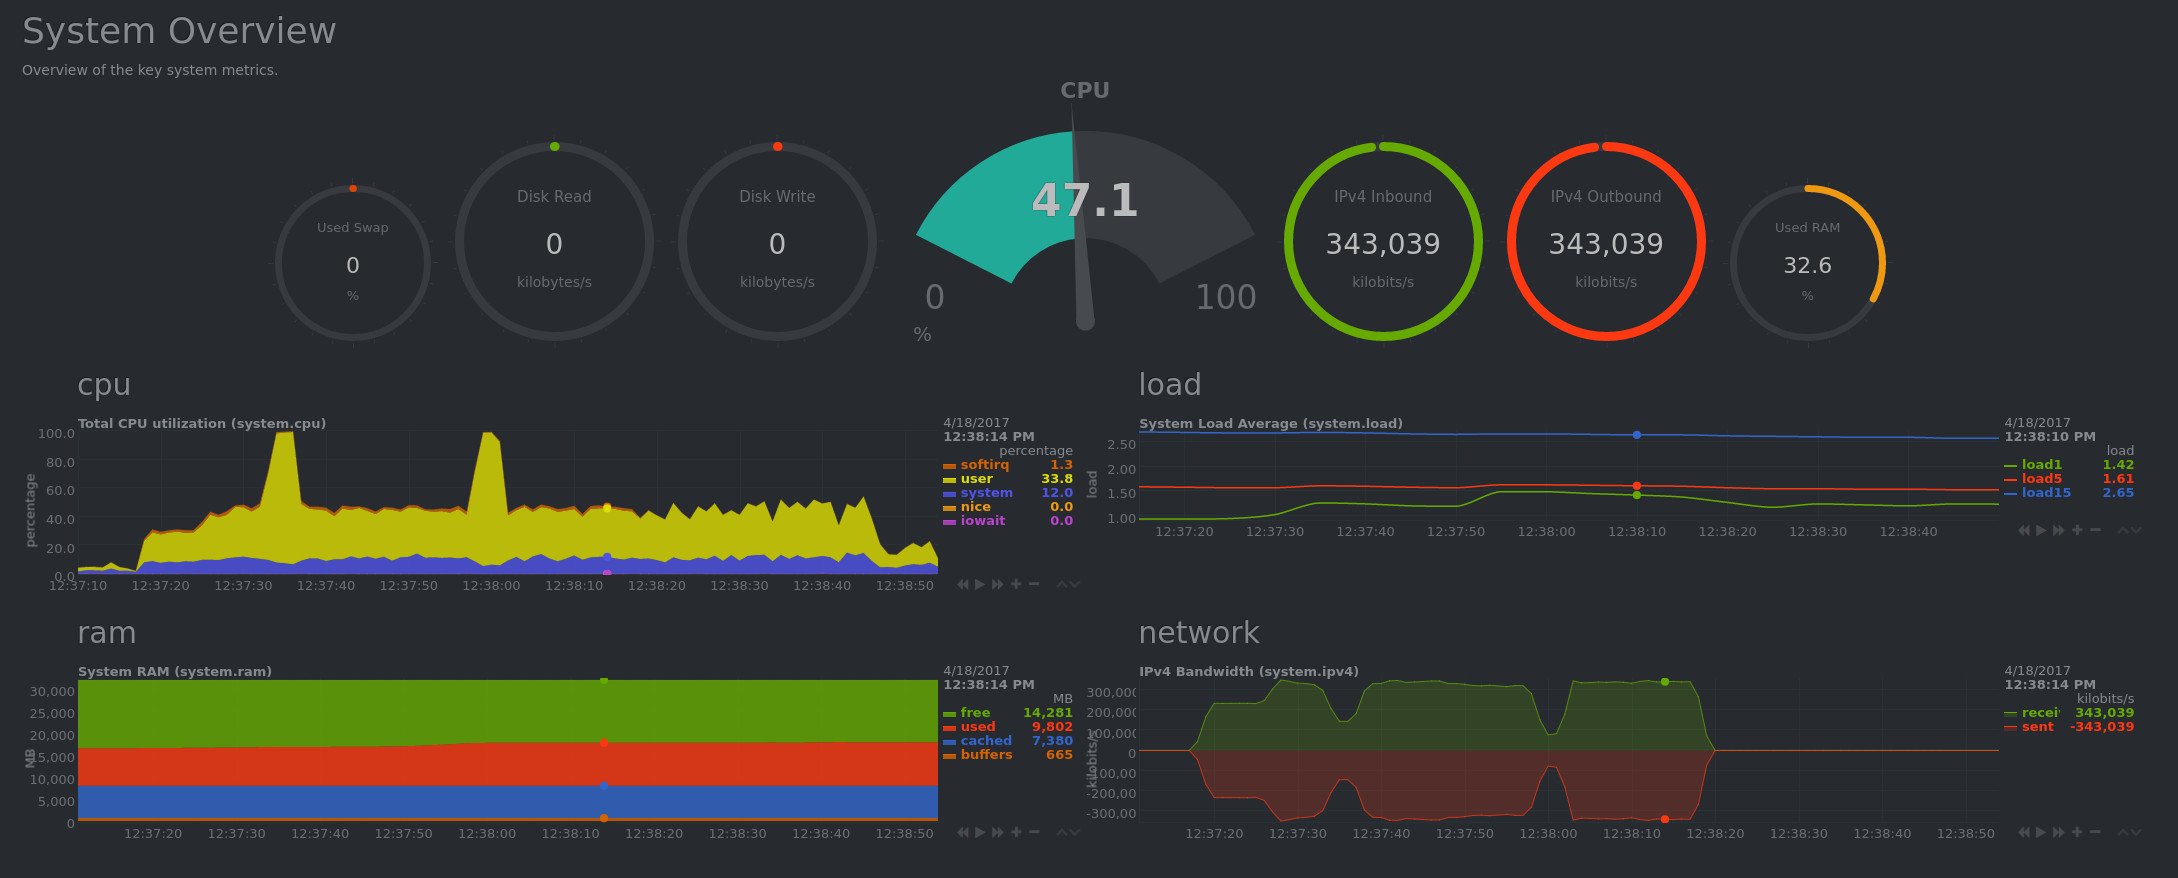 System Overview
Overview of the key system metrics.
CPU
Used Swap
0
%
Disk Read
0
kilobytes/s
Disk Write
0
kilobytes/s
47.1
0
100
%
IPv4 Inbound
343,039
kilobits/s
IPv4 Outbound
343,039
kilobits/s
Used RAM
32.6
%
cpu
Total CPU utilization (system.cpu)
percentage
100.0
80.0
60.0
40.0
20.0
0.0
12:37:10 12:37:20 12:37:30 12:37:40 12:37:50 12:38:00 12:38:10 12:38:20 12:38:30 12:38:40 12:38:50
4/18/2017
12:38:14 PM
percentage
softirq 1.3
user 33.8
system 12.0
nice 0.0
iowait 0.0
load
System Load Average (system.load)
load
2.50
2.00
1.50
1.00
12:37:20 12:37:30 12:37:40 12:37:50 12:38:00 12:38:10 12:38:20 12:38:30 12:38:40
4/18/2017
12:38:10 PM
load
load1 1.42
load5 1.61
load15 2.65
ram
System RAM (system.ram)
MB
30,000
25,000
20,000
15,000
10,000
5,000
0
12:37:20 12:37:30 12:37:40 12:37:50 12:38:00 12:38:10 12:38:20 12:38:30 12:38:40 12:38:50
4/18/2017
12:38:14 PM
MB
free 14,281
used 9,802
cached 7,380
buffers 665
network
IPv4 Bandwidth (system.ipv4)
kilobits/s
300,000
200,000
100,000
0
-100,00
-200,00
-300,00
12:37:20 12:37:30 12:37:40 12:37:50 12:38:00 12:38:10 12:38:20 12:38:30 12:38:40 12:38:50
4/18/2017
12:38:14 PM
kilobits/s
recei 343,039
sent -343,039